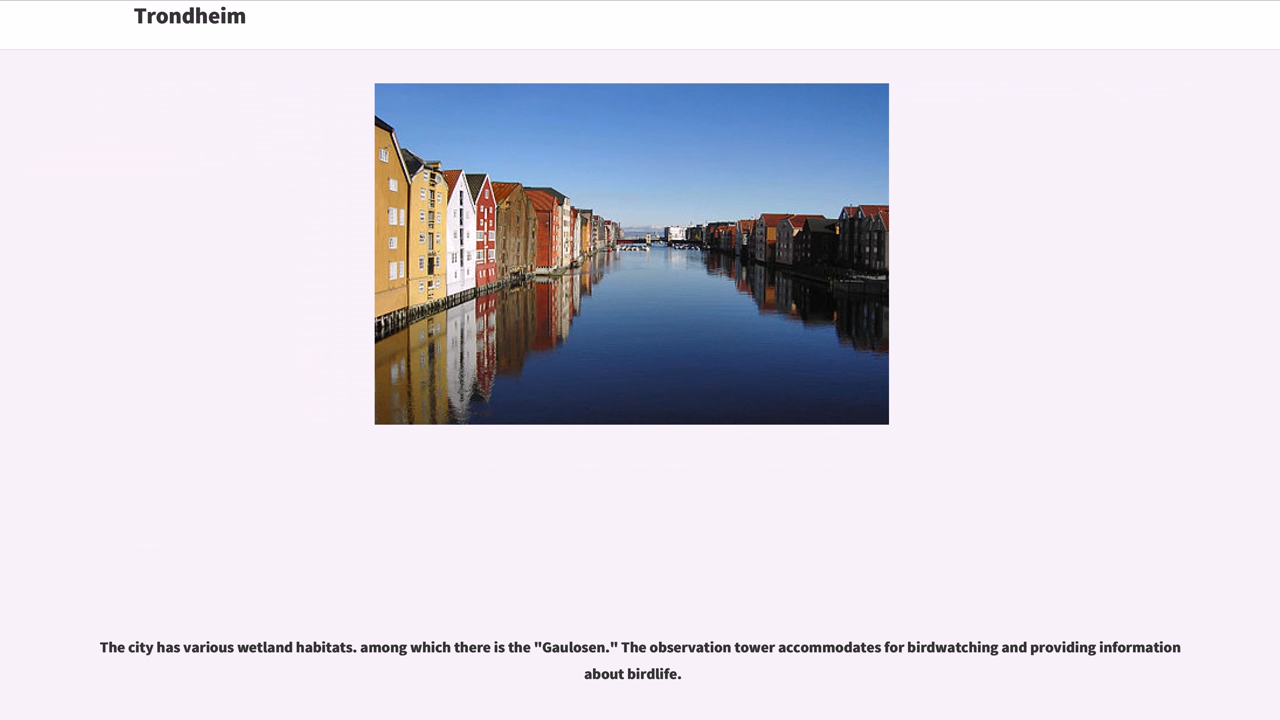 Trondheim
The city has various wetland habitats. among which there is the "Gaulosen." The observation tower accommodates for birdwatching and providing information
about birdlife.